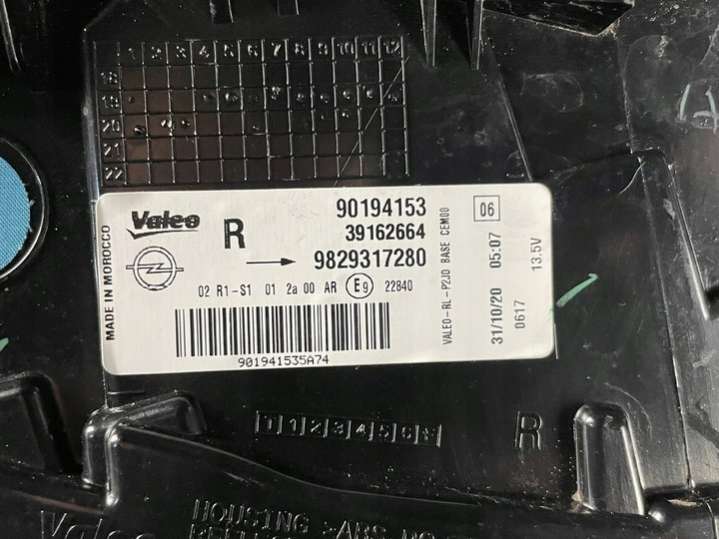 1 2 3 4 5 6 7 8 9 10 11 12
18
19
20
21
22
MADE IN MOROCCO
Valeo
R
90194153
39162664
9829317280
02 R1-S1 01 2a 00 AR E9 22840
901941535A74
VALEO-RL-P2JO BASE CEM00
06
31/10/20 05:07
0617 13.5V
R
Valeo
HOUSING >ABS